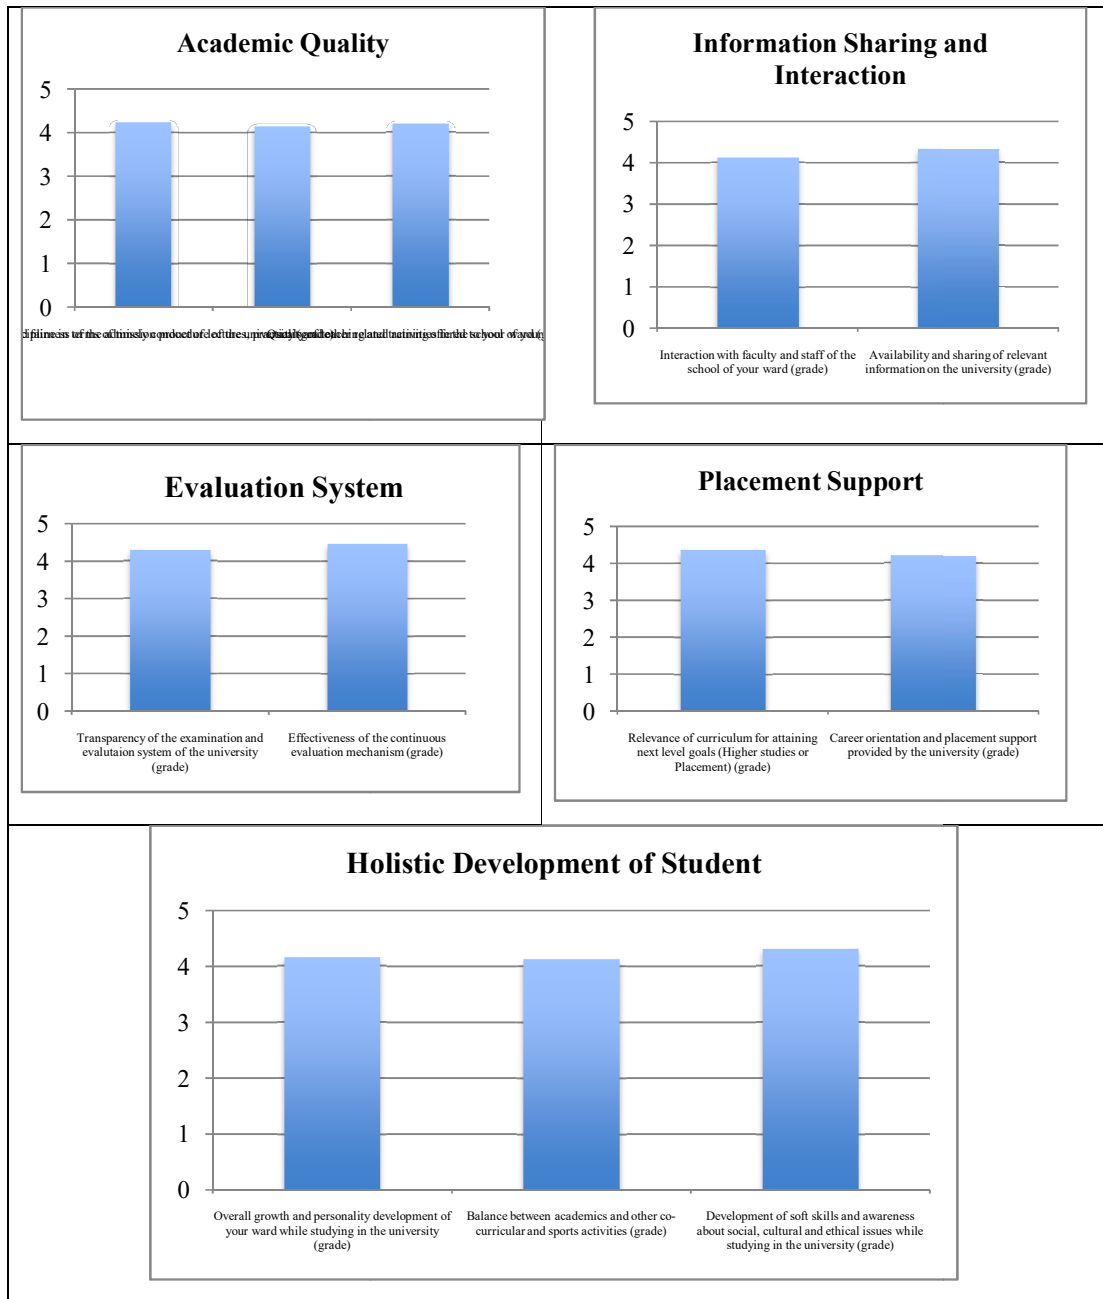 Academic Quality
5
4
3
2
1
0
Information Sharing and
Interaction
5
4
3
2
1
0
Interaction with faculty and staff of the
school of your ward (grade)
Availability and sharing of relevant
information on the university (grade)
Evaluation System
5
4
3
2
1
0
Transparency of the examination and
evalutaion system of the university
(grade)
Effectiveness of the continuous
evaluation mechanism (grade)
Placement Support
5
4
3
2
1
0
Relevance of curriculum for attaining
next level goals (Higher studies or
Placement) (grade)
Career orientation and placement support
provided by the university (grade)
Holistic Development of Student
5
4
3
2
1
0
Overall growth and personality development of
your ward while studying in the university
(grade)
Balance between academics and other co-
curricular and sports activities (grade)
Development of soft skills and awareness
about social, cultural and ethical issues while
studying in the university (grade)